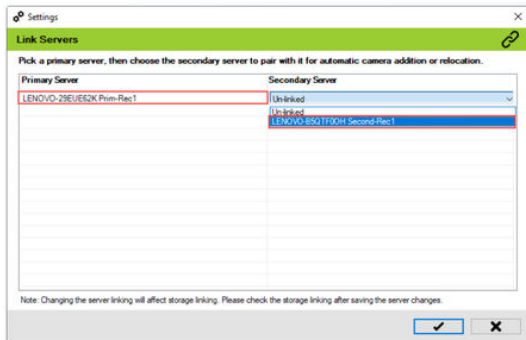 Settings
Link Servers
Pick a primary server, then choose the secondary server to pair with it for automatic camera addition or relocation.
Primary Server Secondary Server
LENOVO-29EUE62K Prim-Rec1 Un-linked
Un-linked
LENOVO-B5QTF0OH Second-Rec1
Note: Changing the server linking will affect storage linking. Please check the storage linking after saving the server changes.